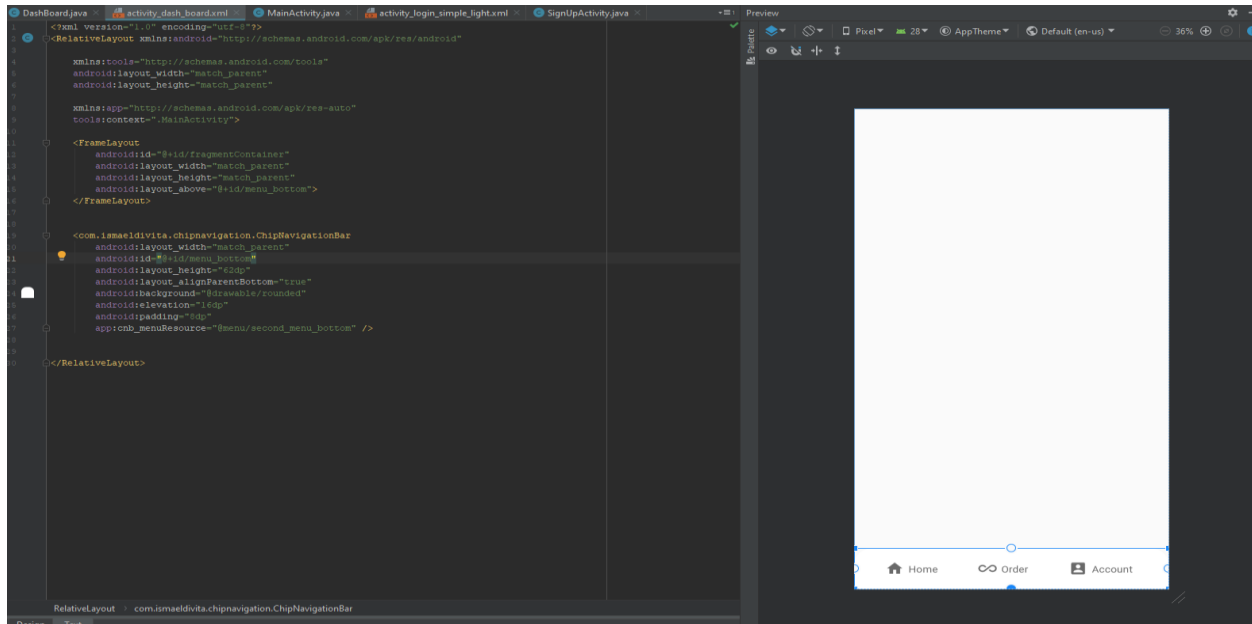 DashBoard.java activity_dash_board.xml MainActivity.java activity_login_simple_light.xml SignUpActivity.java
<?xml version="1.0" encoding="utf-8"?>
<RelativeLayout xmlns:android="http://schemas.android.com/apk/res/android"
xmlns:tools="http://schemas.android.com/tools"
android:layout_width="match_parent"
android:layout_height="match_parent"
xmlns:app="http://schemas.android.com/apk/res-auto"
tools:context=".MainActivity">
<FrameLayout
android:id="@+id/fragmentContainer"
android:layout_width="match_parent"
android:layout_height="match_parent"
android:layout_above="@+id/menu_bottom">
</FrameLayout>
<com.ismaeldivita.chipnavigation.ChipNavigationBar
android:layout_width="match_parent"
android:id="@+id/menu_bottom"
android:layout_height="62dp"
android:layout_alignParentBottom="true"
android:background="@drawable/rounded"
android:elevation="16dp"
android:padding="8dp"
app:cnb_menuResource="@menu/second_menu_bottom" />
</RelativeLayout>
RelativeLayout com.ismaeldivita.chipnavigation.ChipNavigationBar
Design Text
Preview
Palette
Pixel 28 AppTheme Default (en-us) 36%
Home Order Account